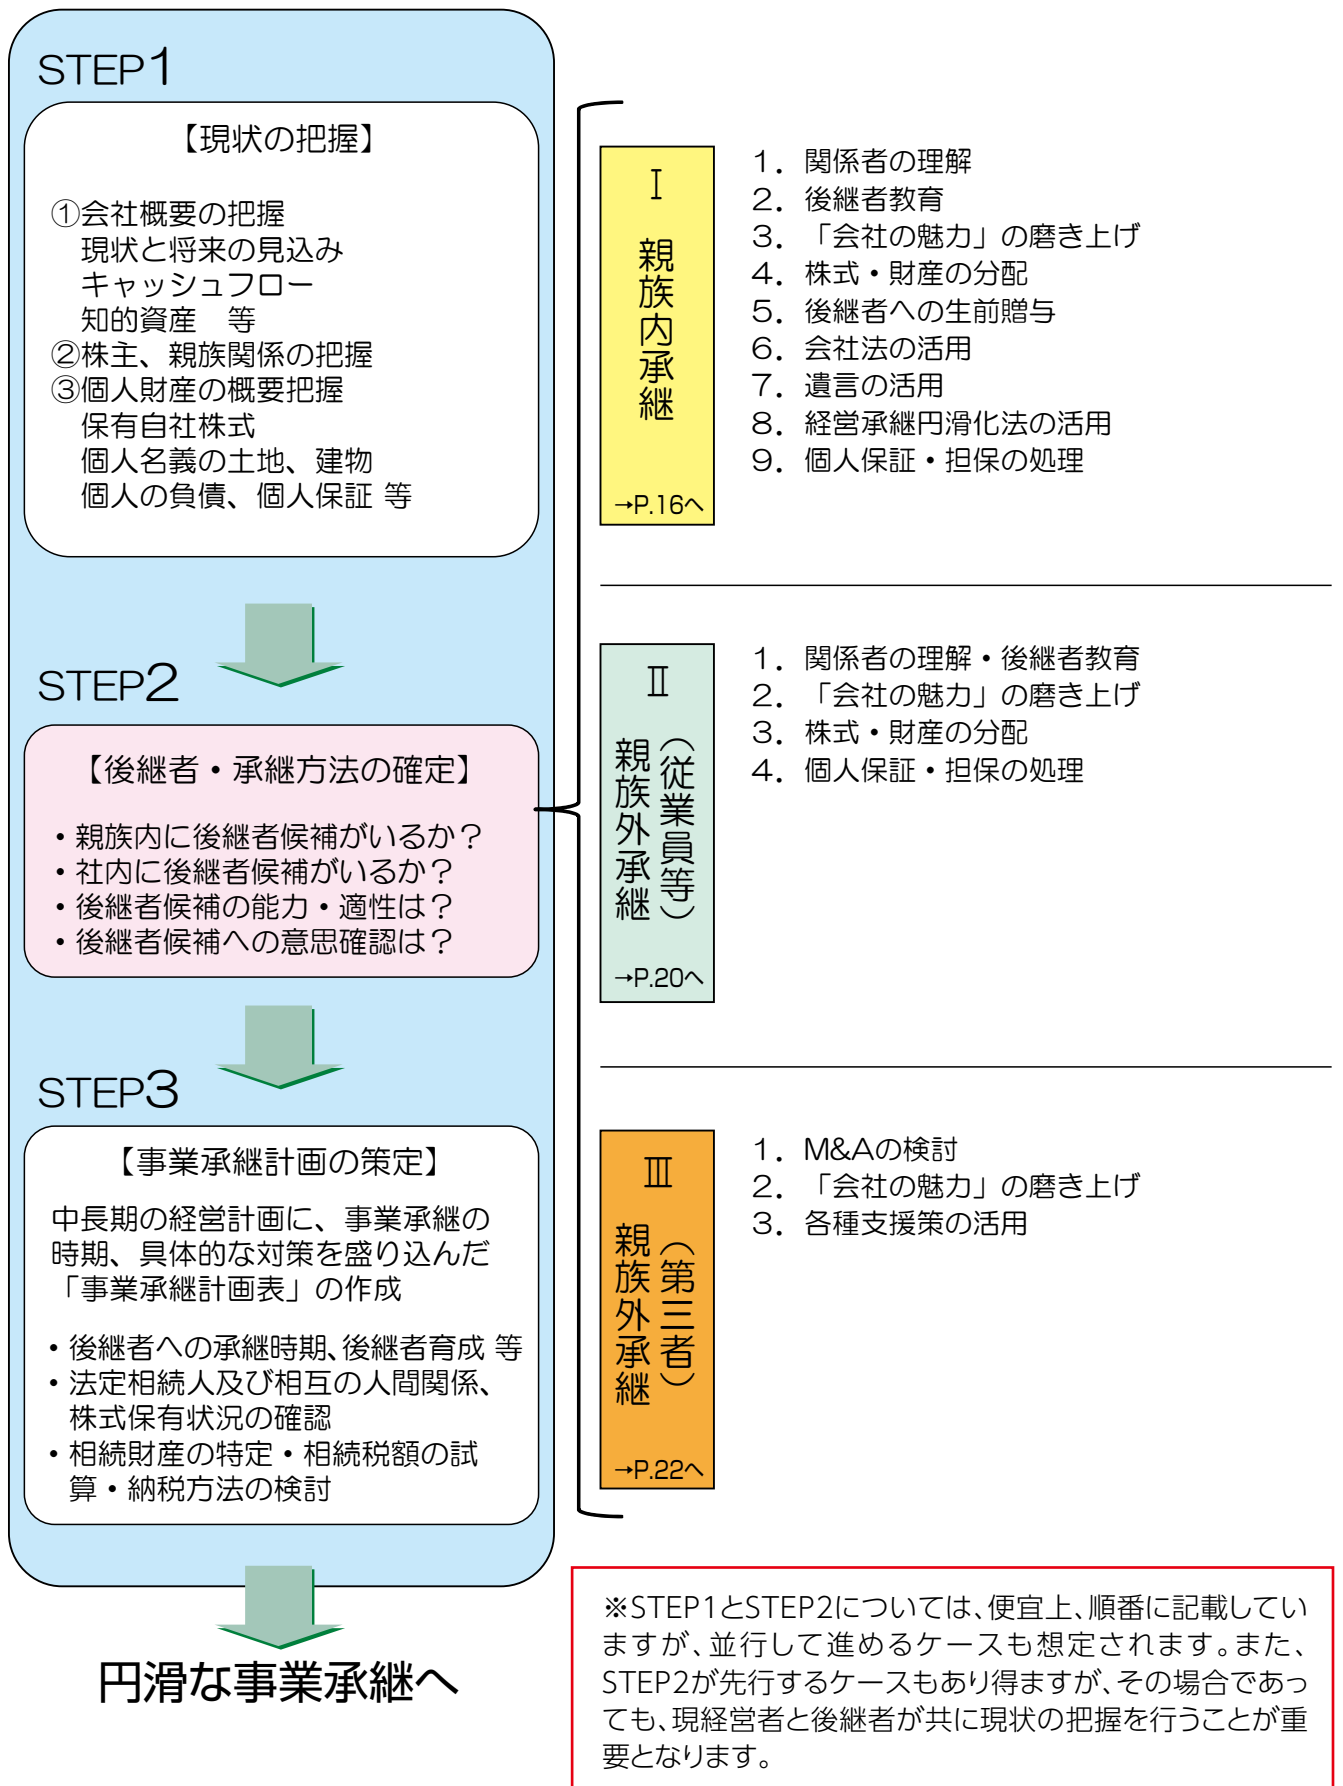 STEP1
【現状の把握】
①会社概要の把握
現状と将来の見込み
キャッシュフロー
知的資産　等
②株主、親族関係の把握
③個人財産の概要把握
保有自社株式
個人名義の土地、建物
個人の負債、個人保証 等
STEP2
【後継者・承継方法の確定】
・親族内に後継者候補がいるか？
・社内に後継者候補がいるか？
・後継者候補の能力・適性は？
・後継者候補への意思確認は？
STEP3
【事業承継計画の策定】
中長期の経営計画に、事業承継の
時期、具体的な対策を盛り込んだ
「事業承継計画表」の作成
・後継者への承継時期、後継者育成 等
・法定相続人及び相互の人間関係、
株式保有状況の確認
・相続財産の特定・相続税額の試
算・納税方法の検討
円滑な事業承継へ
Ⅰ
親族内承継
→P.16へ
１．関係者の理解
２．後継者教育
３．「会社の魅力」の磨き上げ
４．株式・財産の分配
５．後継者への生前贈与
６．会社法の活用
７．遺言の活用
８．経営承継円滑化法の活用
９．個人保証・担保の処理
Ⅱ
（従業員等）
親族外承継
→P.20へ
１．関係者の理解・後継者教育
２．「会社の魅力」の磨き上げ
３．株式・財産の分配
４．個人保証・担保の処理
Ⅲ
（第三者）
親族外承継
→P.22へ
１．M&Aの検討
２．「会社の魅力」の磨き上げ
３．各種支援策の活用
※STEP1とSTEP2については、便宜上、順番に記載してい
ますが、並行して進めるケースも想定されます。また、
STEP2が先行するケースもあり得ますが、その場合であっ
ても、現経営者と後継者が共に現状の把握を行うことが重
要となります。